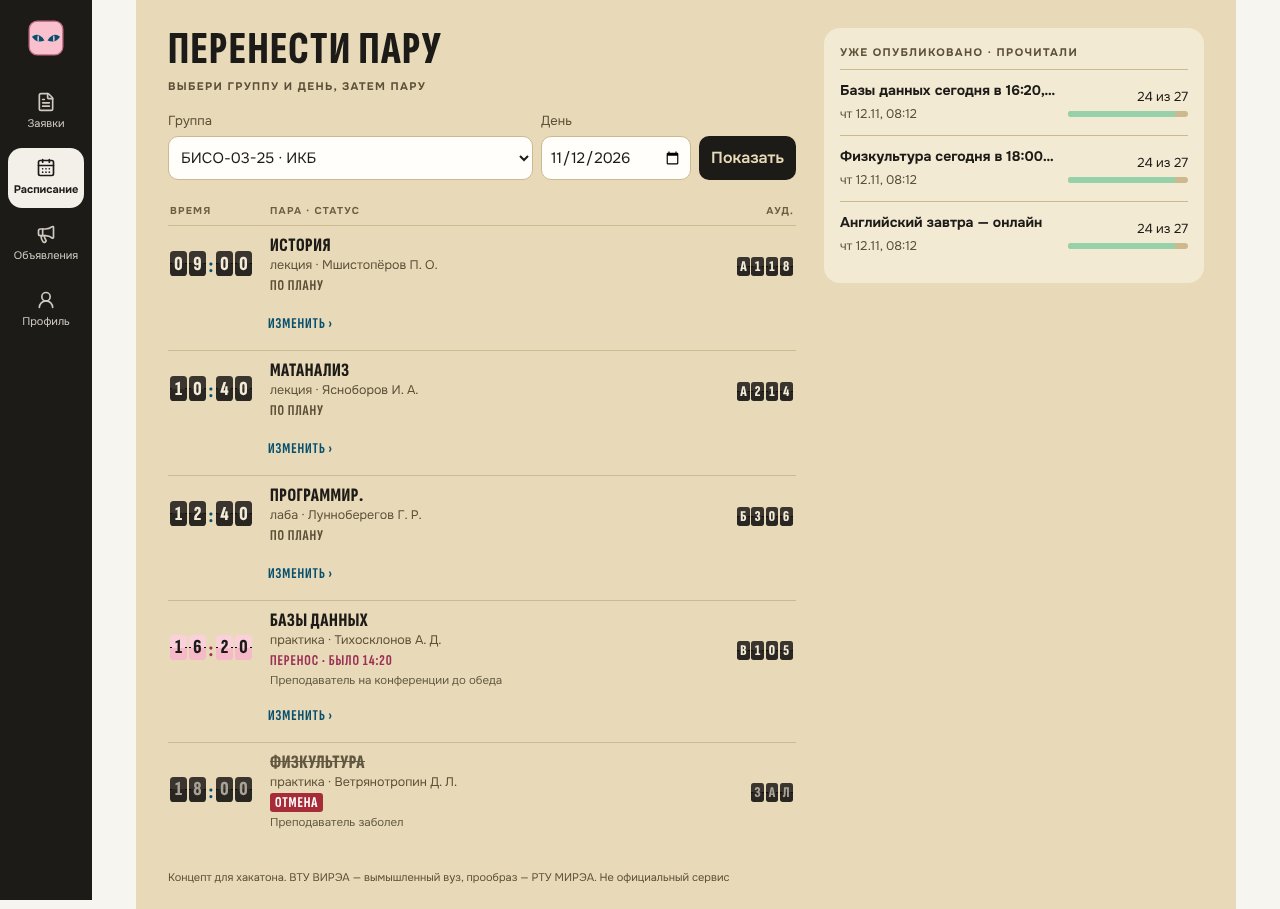 Заявки
Расписание
Объявления
Профиль
ПЕРЕНЕСТИ ПАРУ
ВЫБЕРИ ГРУППУ И ДЕНЬ, ЗАТЕМ ПАРУ
Группа День
БИСО-03-25 · ИКБ 11/12/2026 Показать
ВРЕМЯ ПАРА · СТАТУС АУД.
09:00 ИСТОРИЯ А118
лекция · Мшистопёров П. О.
ПО ПЛАНУ
ИЗМЕНИТЬ ›
10:40 МАТАНАЛИЗ А214
лекция · Ясноборов И. А.
ПО ПЛАНУ
ИЗМЕНИТЬ ›
12:40 ПРОГРАММИР. Б306
лаба · Лунноберегов Г. Р.
ПО ПЛАНУ
ИЗМЕНИТЬ ›
16:20 БАЗЫ ДАННЫХ В105
практика · Тихосклонов А. Д.
ПЕРЕНОС · БЫЛО 14:20
Преподаватель на конференции до обеда
ИЗМЕНИТЬ ›
18:00 ФИЗКУЛЬТУРА ЗАЛ
практика · Ветрянотропин Д. Л.
ОТМЕНА
Преподаватель заболел
УЖЕ ОПУБЛИКОВАНО · ПРОЧИТАЛИ
Базы данных сегодня в 16:20,... 24 из 27
чт 12.11, 08:12
Физкультура сегодня в 18:00... 24 из 27
чт 12.11, 08:12
Английский завтра — онлайн 24 из 27
чт 12.11, 08:12
Концепт для хакатона. ВТУ ВИРЭА — вымышленный вуз, прообраз — РТУ МИРЭА. Не официальный сервис